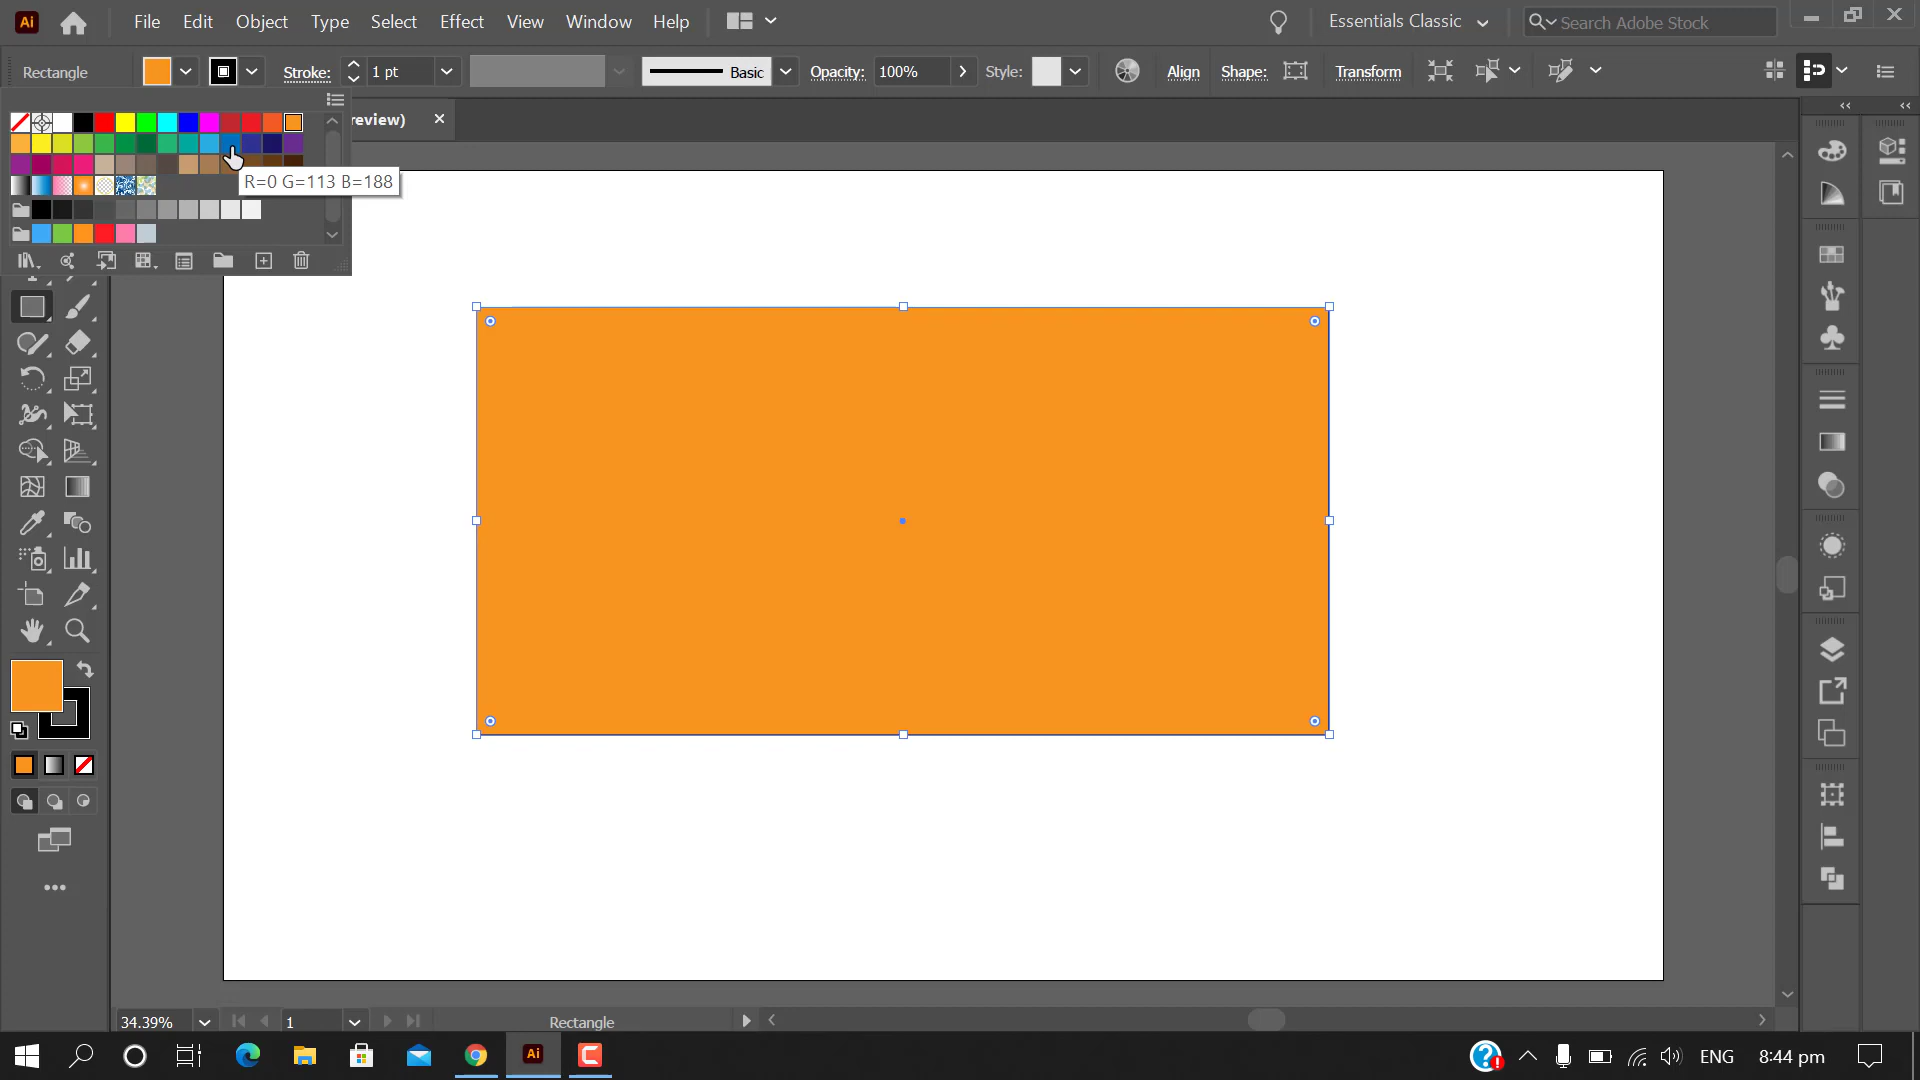 Ai File Edit Object Type Select Effect View Window Help Essentials Classic Search Adobe Stock
Rectangle Stroke: 1 pt Basic Opacity: 100% Style: Align Shape: Transform
review)
R=0 G=113 B=188
34.39% 1 Rectangle
Ai ENG 8:44 pm